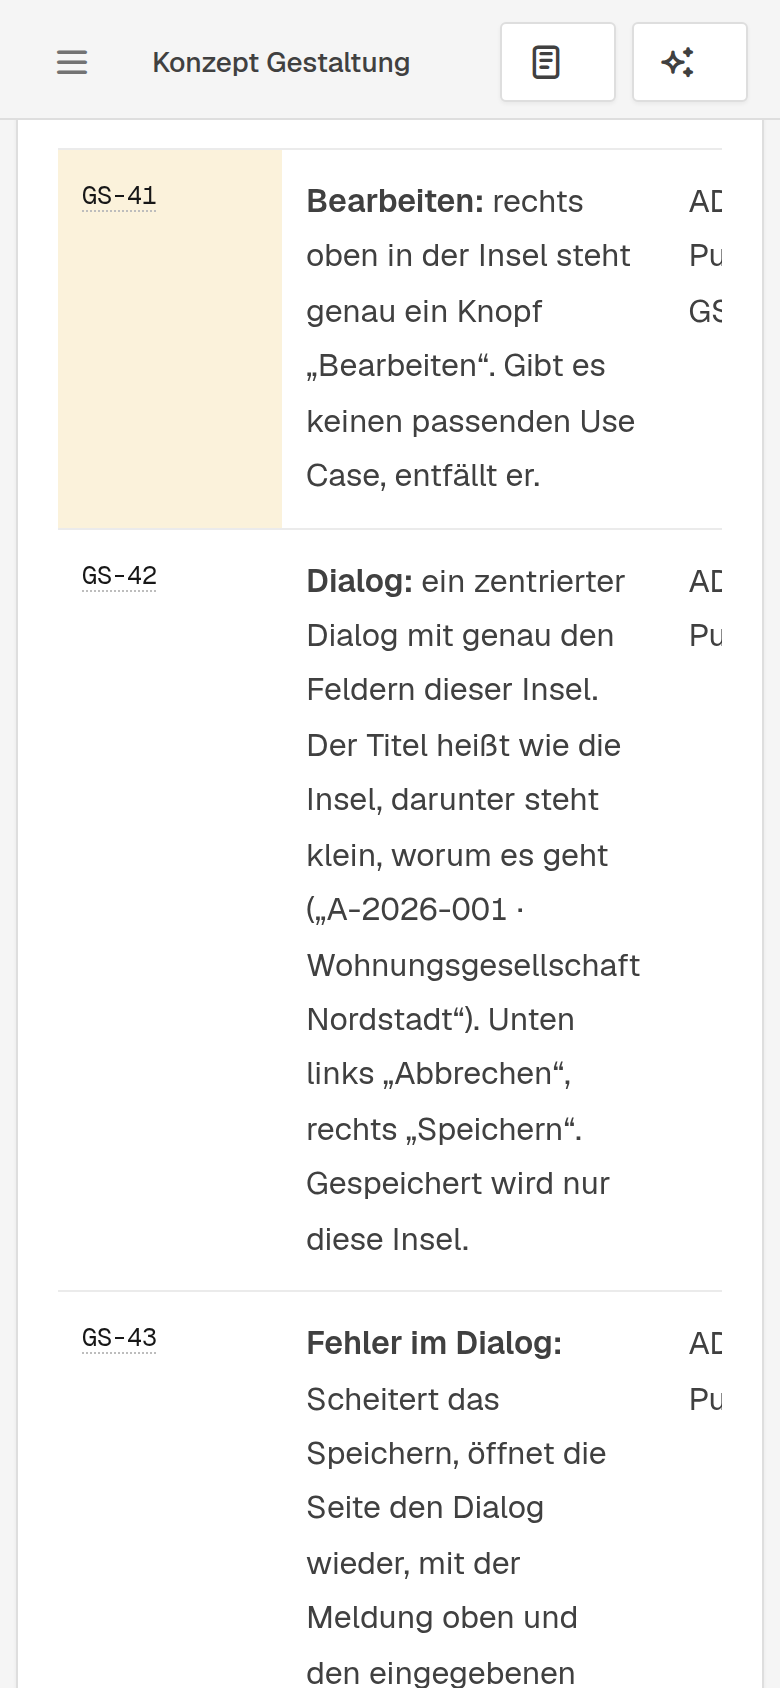 Konzept Gestaltung
GS-41
Bearbeiten: rechts
oben in der Insel steht
genau ein Knopf
„Bearbeiten“. Gibt es
keinen passenden Use
Case, entfällt er.
GS-42
Dialog: ein zentrierter
Dialog mit genau den
Feldern dieser Insel.
Der Titel heißt wie die
Insel, darunter steht
klein, worum es geht
(„A-2026-001 ·
Wohnungsgesellschaft
Nordstadt“). Unten
links „Abbrechen“,
rechts „Speichern“.
Gespeichert wird nur
diese Insel.
GS-43
Fehler im Dialog:
Scheitert das
Speichern, öffnet die
Seite den Dialog
wieder, mit der
Meldung oben und
den eingegebenen